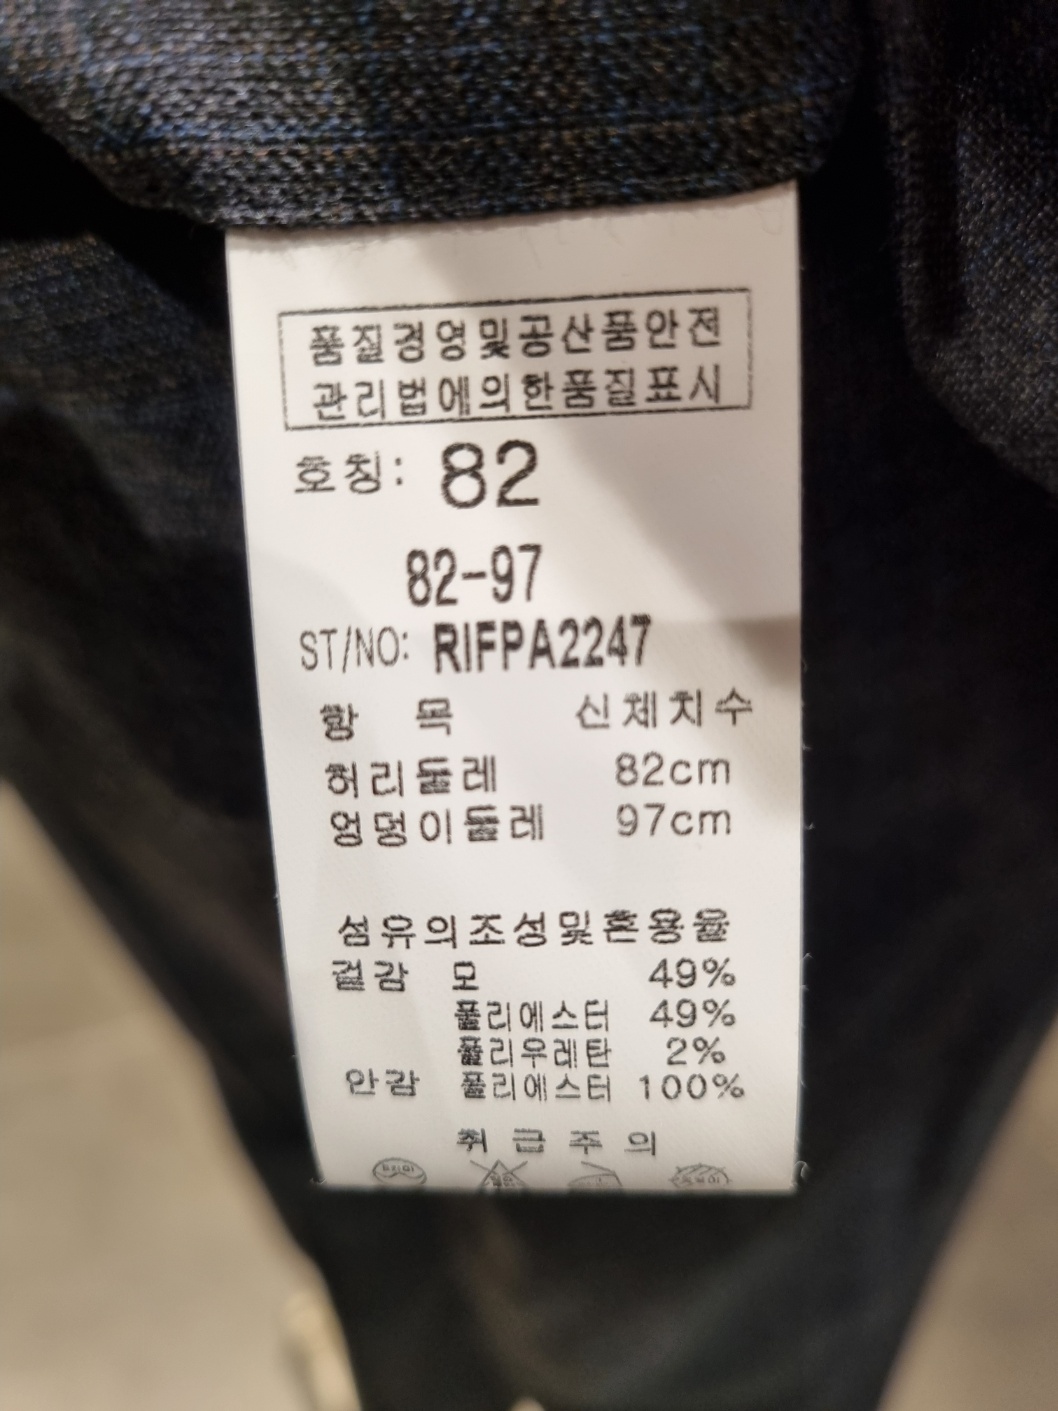 품질경영및공산품안전
관리법에의한품질표시
호칭: 82
82-97
ST/NO: RIFPA2247
항 목 신체치수
허리둘레 82cm
엉덩이둘레 97cm
섬유의조성및혼용율
겉감 모 49%
폴리에스터 49%
폴리우레탄 2%
안감 폴리에스터 100%
취급주의